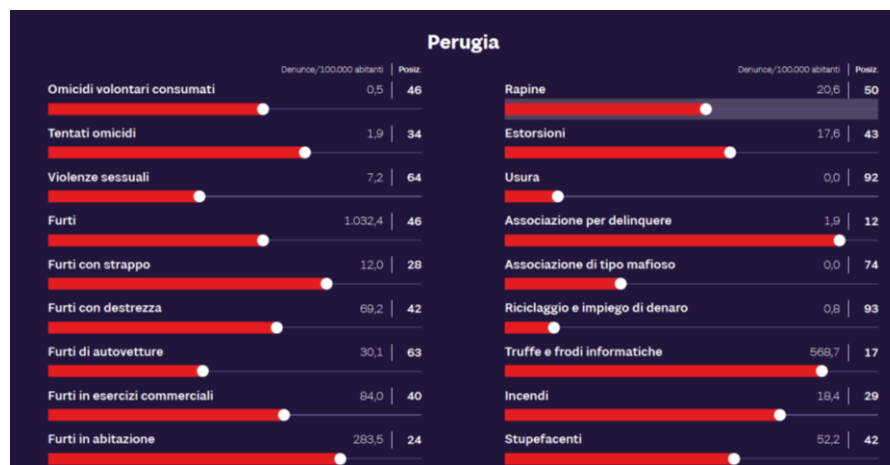 Perugia
Denunce/100.000 abitanti Posiz.
Omicidi volontari consumati 0,5 46
Tentati omicidi 1,9 34
Violenze sessuali 7,2 64
Furti 1.032,4 46
Furti con strappo 12,0 28
Furti con destrezza 69,2 42
Furti di autovetture 30,1 63
Furti in esercizi commerciali 84,0 40
Furti in abitazione 283,5 24
Denunce/100.000 abitanti Posiz.
Rapine 20,6 50
Estorsioni 17,6 43
Usura 0,0 92
Associazione per delinquere 1,9 12
Associazione di tipo mafioso 0,0 74
Riciclaggio e impiego di denaro 0,8 93
Truffe e frodi informatiche 568,7 17
Incendi 18,4 29
Stupefacenti 52,2 42